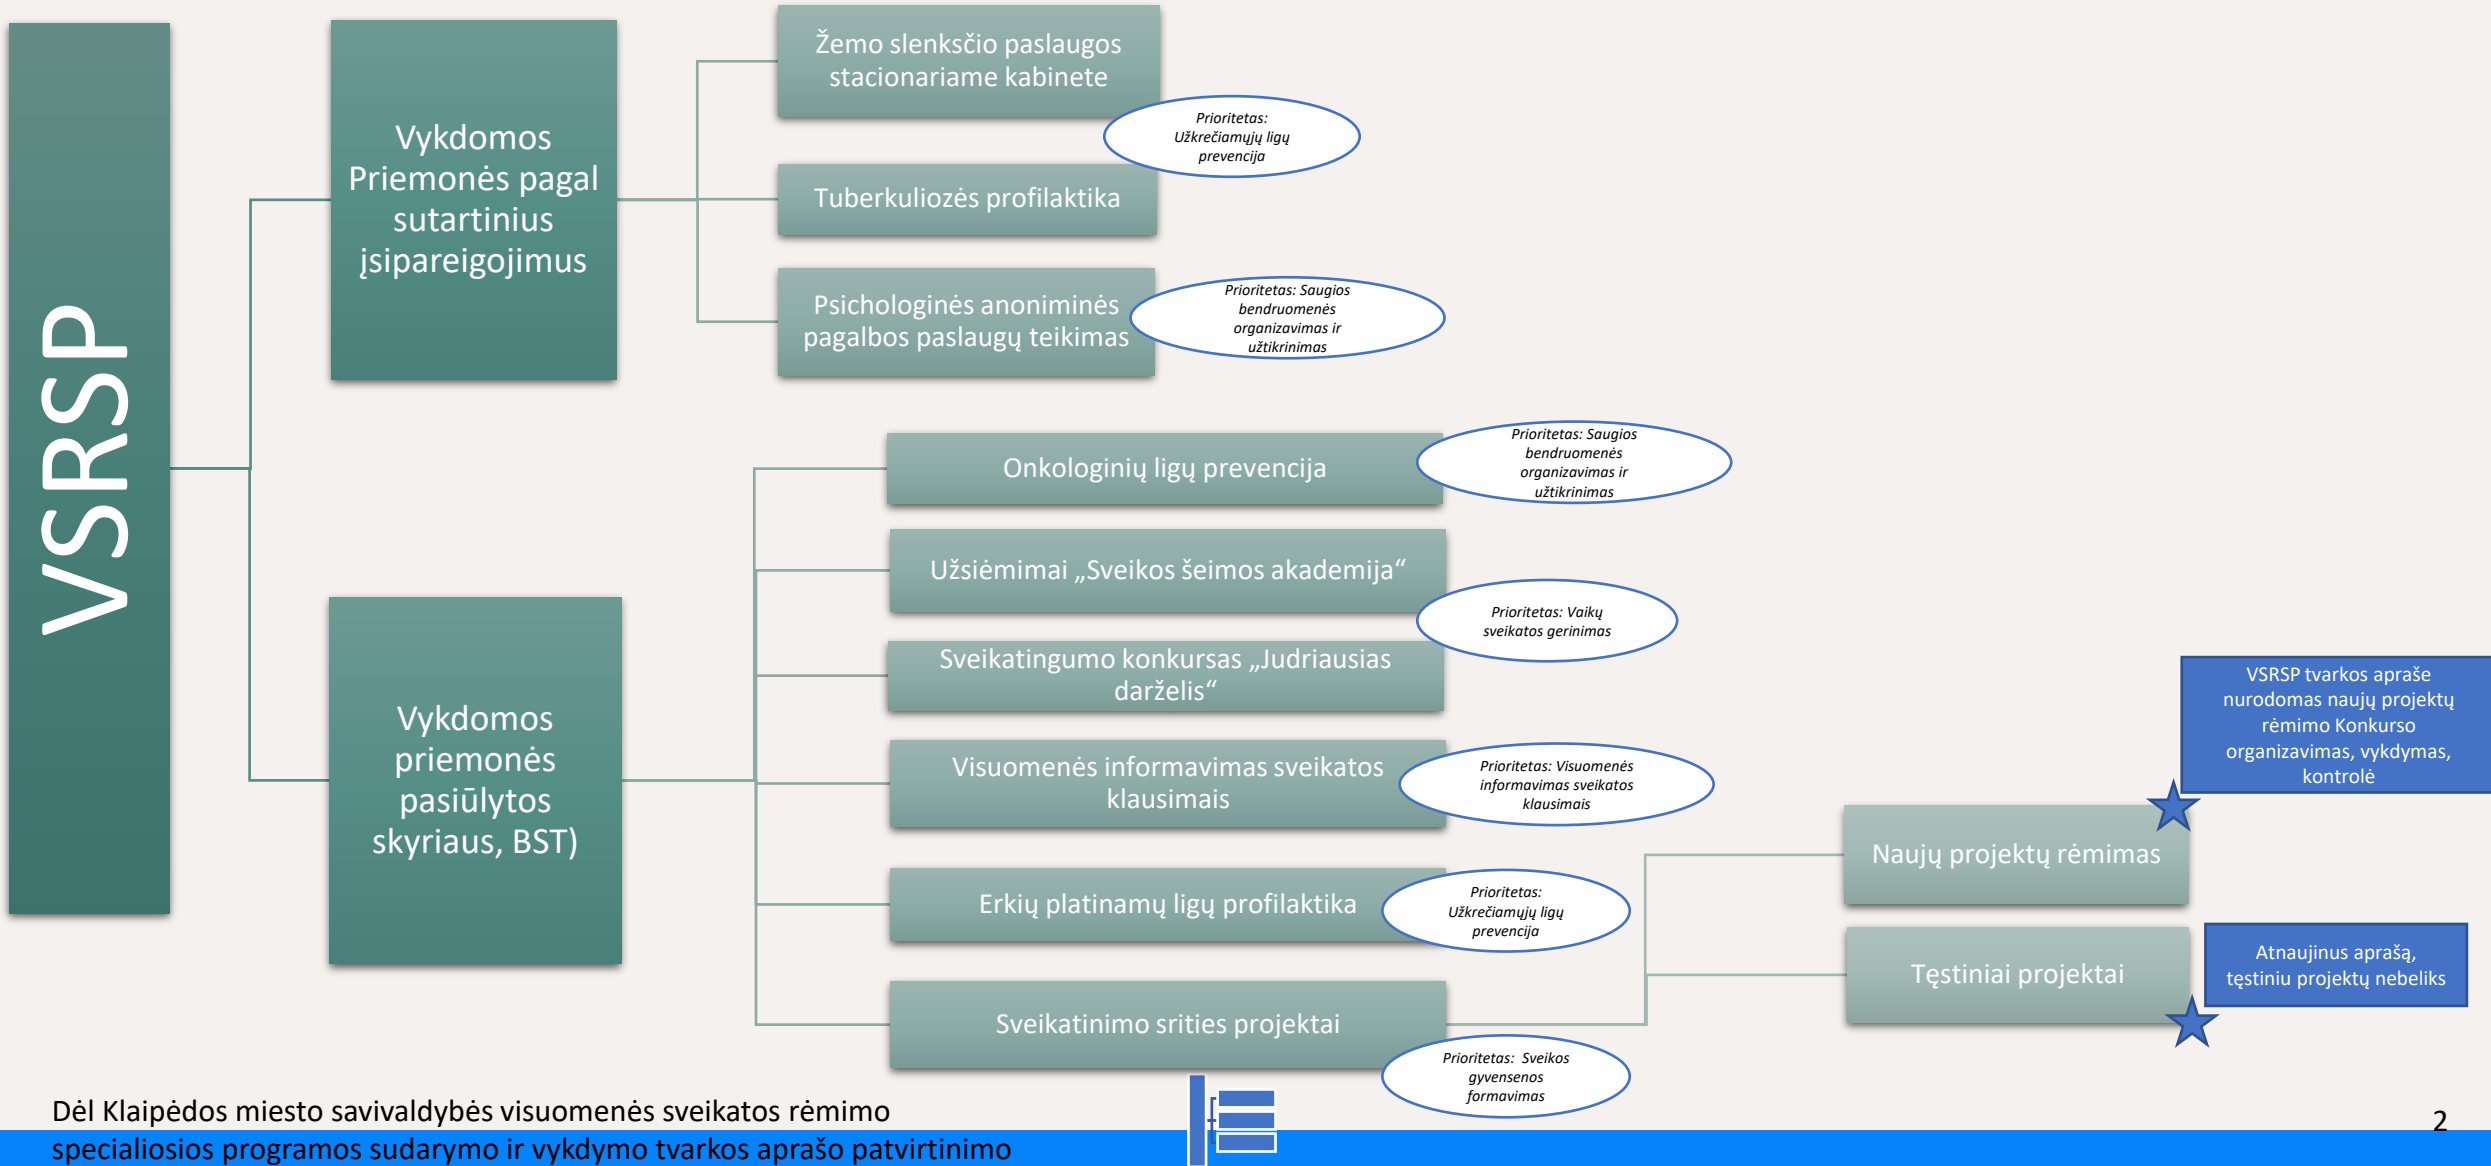 VSRSP
Vykdomos
Priemonės pagal
sutartinius
įsipareigojimus
Žemo slenksčio paslaugos
stacionariame kabinete
Prioritetas:
Užkrečiamųjų ligų
prevencija
Tuberkuliozės profilaktika
Psichologinės anoniminės
pagalbos paslaugų teikimas
Prioritetas: Saugios
bendruomenės
organizavimas ir
užtikrinimas
Vykdomos
priemonės
pasiūlytos
skyriaus, BST)
Onkologinių ligų prevencija
Prioritetas: Saugios
bendruomenės
organizavimas ir
užtikrinimas
Užsiėmimai „Sveikos šeimos akademija“
Prioritetas: Vaikų
sveikatos gerinimas
Sveikatingumo konkursas „Judriausias
darželis“
Visuomenės informavimas sveikatos
klausimais
Prioritetas: Visuomenės
informavimas sveikatos
klausimais
Erkių platinamų ligų profilaktika
Prioritetas:
Užkrečiamųjų ligų
prevencija
Sveikatinimo srities projektai
Prioritetas:  Sveikos
gyvensenos
formavimas
VSRSP tvarkos apraše
nurodomas naujų projektų
rėmimo Konkurso
organizavimas, vykdymas,
kontrolė
Naujų projektų rėmimas
Tęstiniai projektai
Atnaujinus aprašą,
tęstiniu projektų nebeliks
Dėl Klaipėdos miesto savivaldybės visuomenės sveikatos rėmimo
specialiosios programos sudarymo ir vykdymo tvarkos aprašo patvirtinimo
2